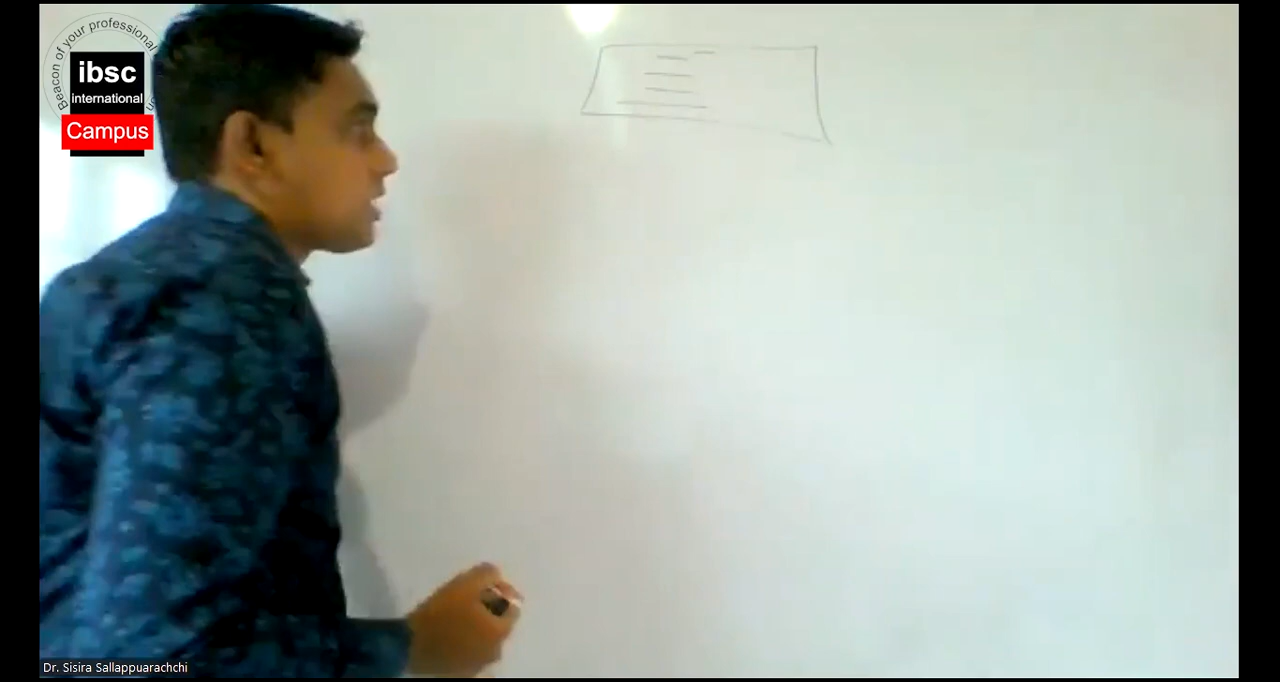 Beacon of your professional
ibsc
international
Campus
Dr. Sisira Sallappuarachchi